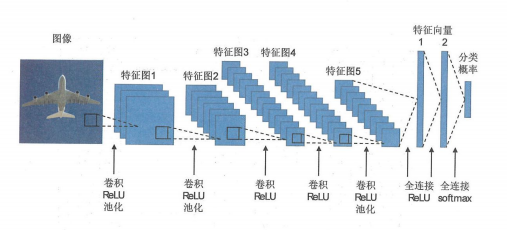 图像
特征图1
特征图2
特征图3
特征图4
特征图5
特征向量
1 2
分类
概率
卷积
ReLU
池化
卷积
ReLU
池化
卷积
ReLU
卷积
ReLU
卷积
ReLU
池化
全连接
ReLU
全连接
softmax